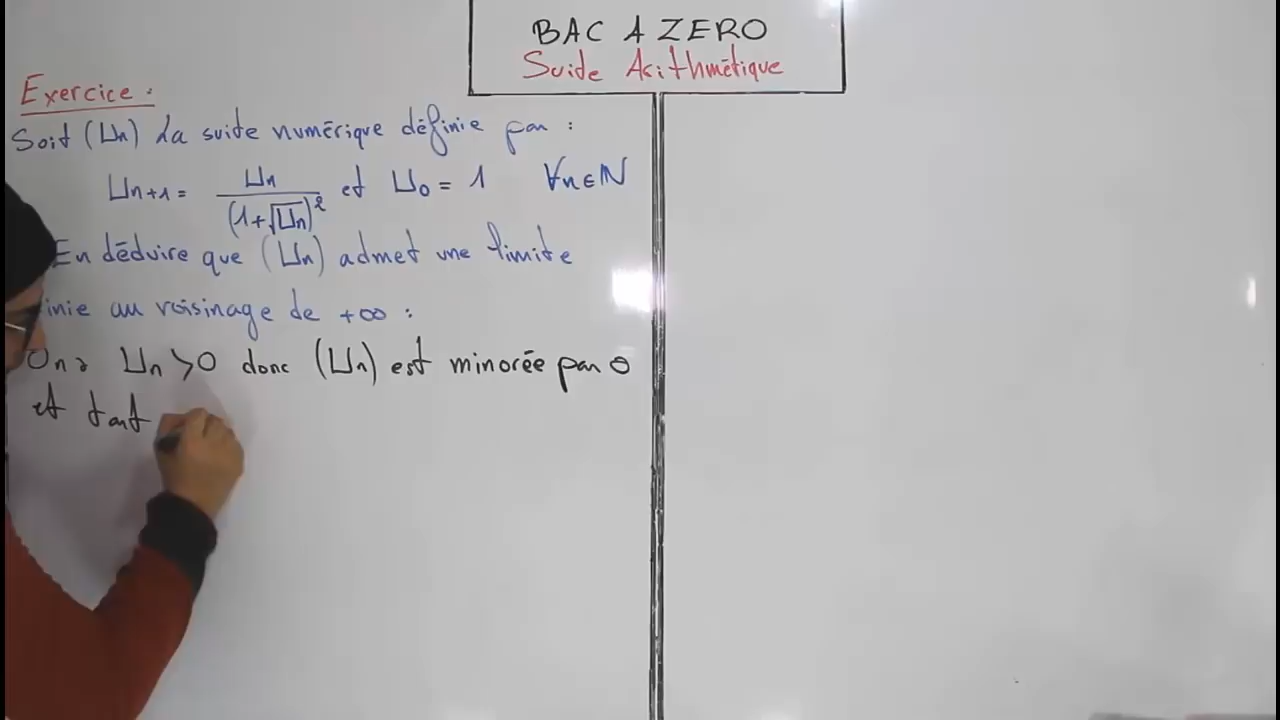 BAC A ZERO
Suite Arithmétique
Exercice :
Soit (Un) La suite numérique définie par :
Un+1 = Un / (1+√Un)² et U0 = 1 ∀n∈ℕ
En déduire que (Un) admet une limite
inie au voisinage de +∞ :
On a Un > 0 donc (Un) est minorée par 0
et tant